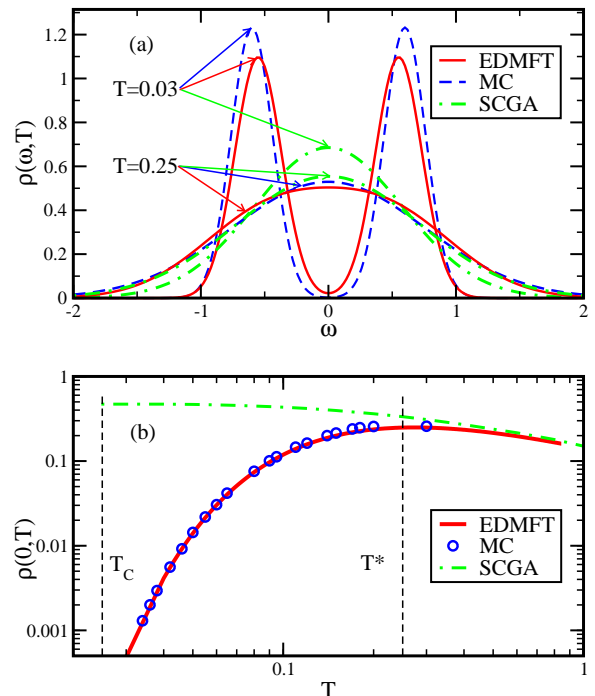 (a)
EDMFT
MC
SCGA
T=0.03
T=0.25
ρ(ω,T)
1.2
1
0.8
0.6
0.4
0.2
0
-2 -1 0 1 2
ω
(b)
T_C
T*
EDMFT
MC
SCGA
ρ(0,T)
1
0.1
0.01
0.001
0.1 1
T